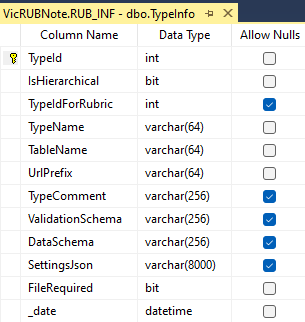 VicRUBNote.RUB_INF - dbo.TypeInfo
Column Name Data Type Allow Nulls
TypeId int
IsHierarchical bit
TypeIdForRubric int
TypeName varchar(64)
TableName varchar(64)
UrlPrefix varchar(64)
TypeComment varchar(256)
ValidationSchema varchar(256)
DataSchema varchar(256)
SettingsJson varchar(8000)
FileRequired bit
_date datetime